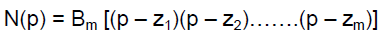 N(p) = Bₘ [(p – z₁)(p – z₂)…….(p – zₘ)]